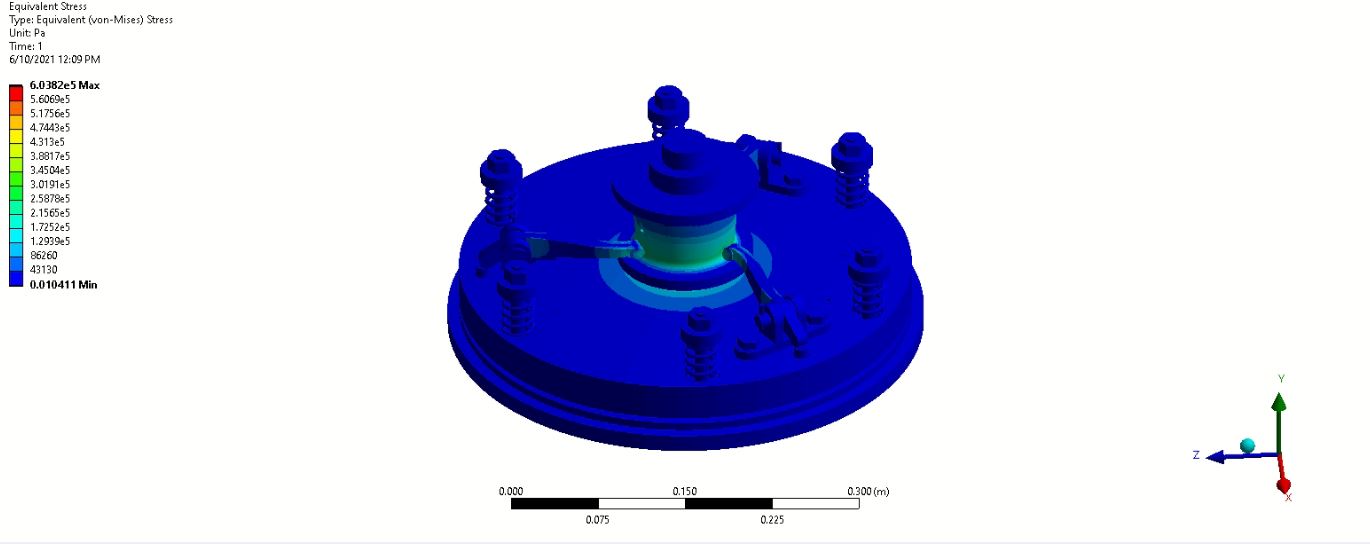 Equivalent Stress
Type: Equivalent (von-Mises) Stress
Unit: Pa
Time: 1
6/10/2021 12:09 PM
6.0382e5 Max
5.6069e5
5.1756e5
4.7443e5
4.313e5
3.8817e5
3.4504e5
3.0191e5
2.5878e5
2.1565e5
1.7252e5
1.2939e5
86260
43130
0.010411 Min
0.000 0.150 0.300 (m)
0.075 0.225
Y
Z
X